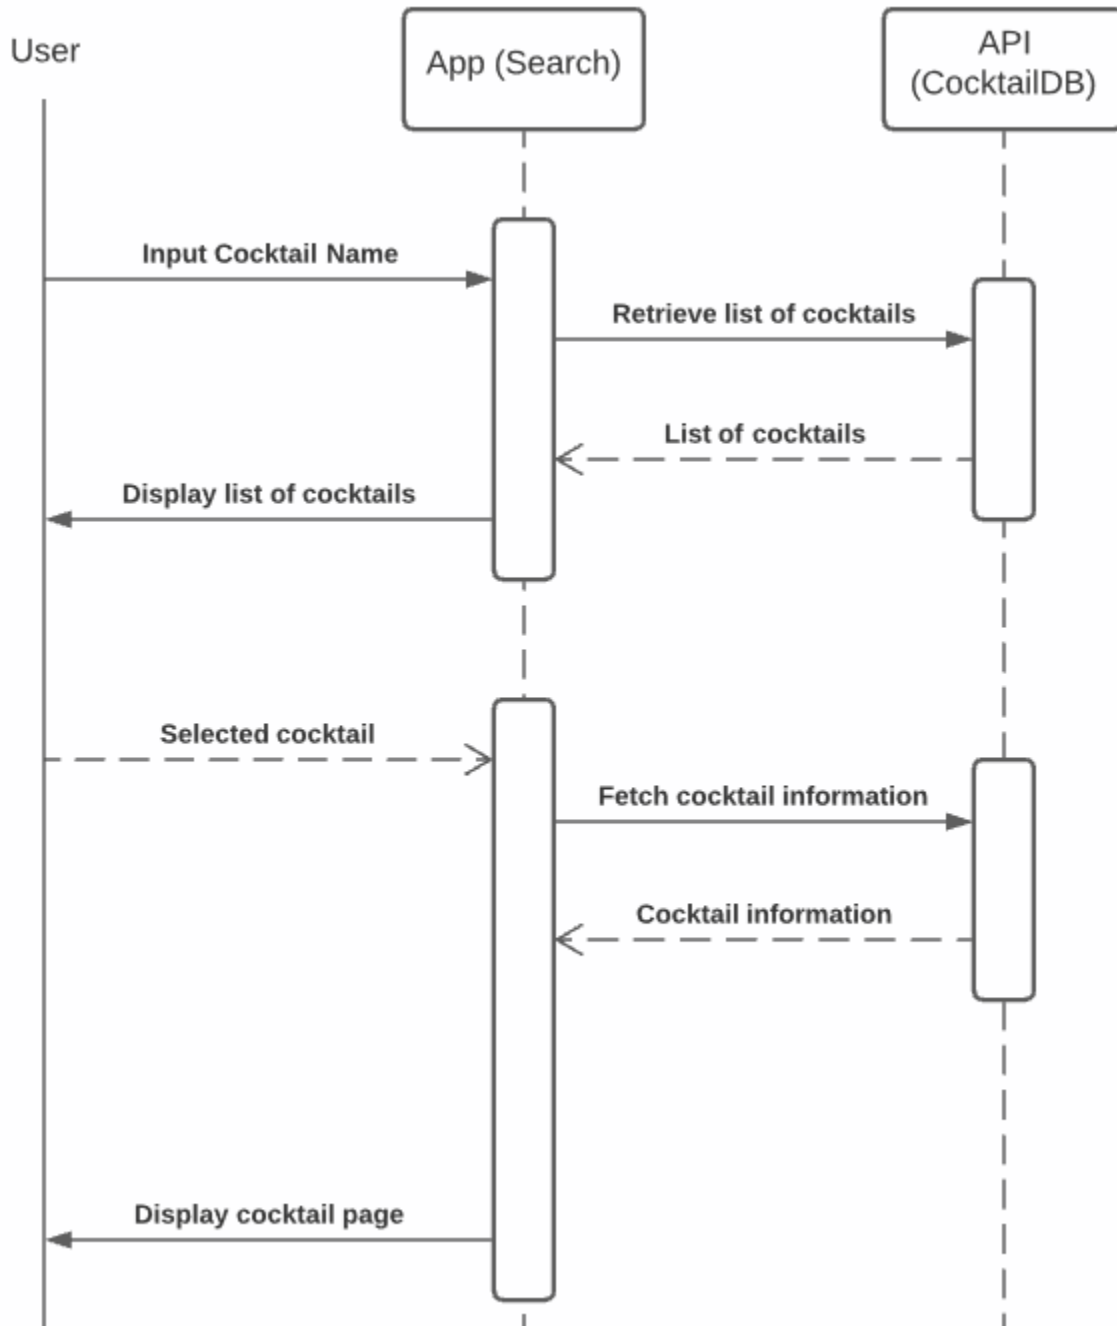 User
App (Search)
API
(CocktailDB)
Input Cocktail Name
Retrieve list of cocktails
List of cocktails
Display list of cocktails
Selected cocktail
Fetch cocktail information
Cocktail information
Display cocktail page